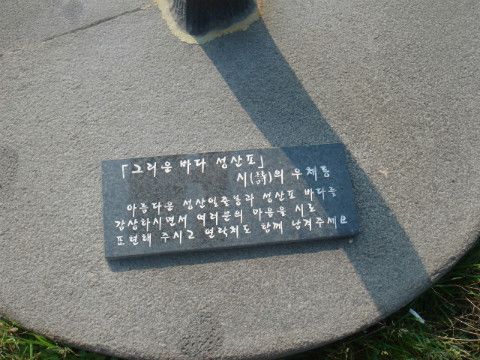 「그리운 바다 성산포」
시(詩)의 우체통
아름다운 성산일출봉과 성산포 바다를
감상하시면서 여러분의 마음을 시로
표현해 주시고 연락처도 함께 남겨주세요